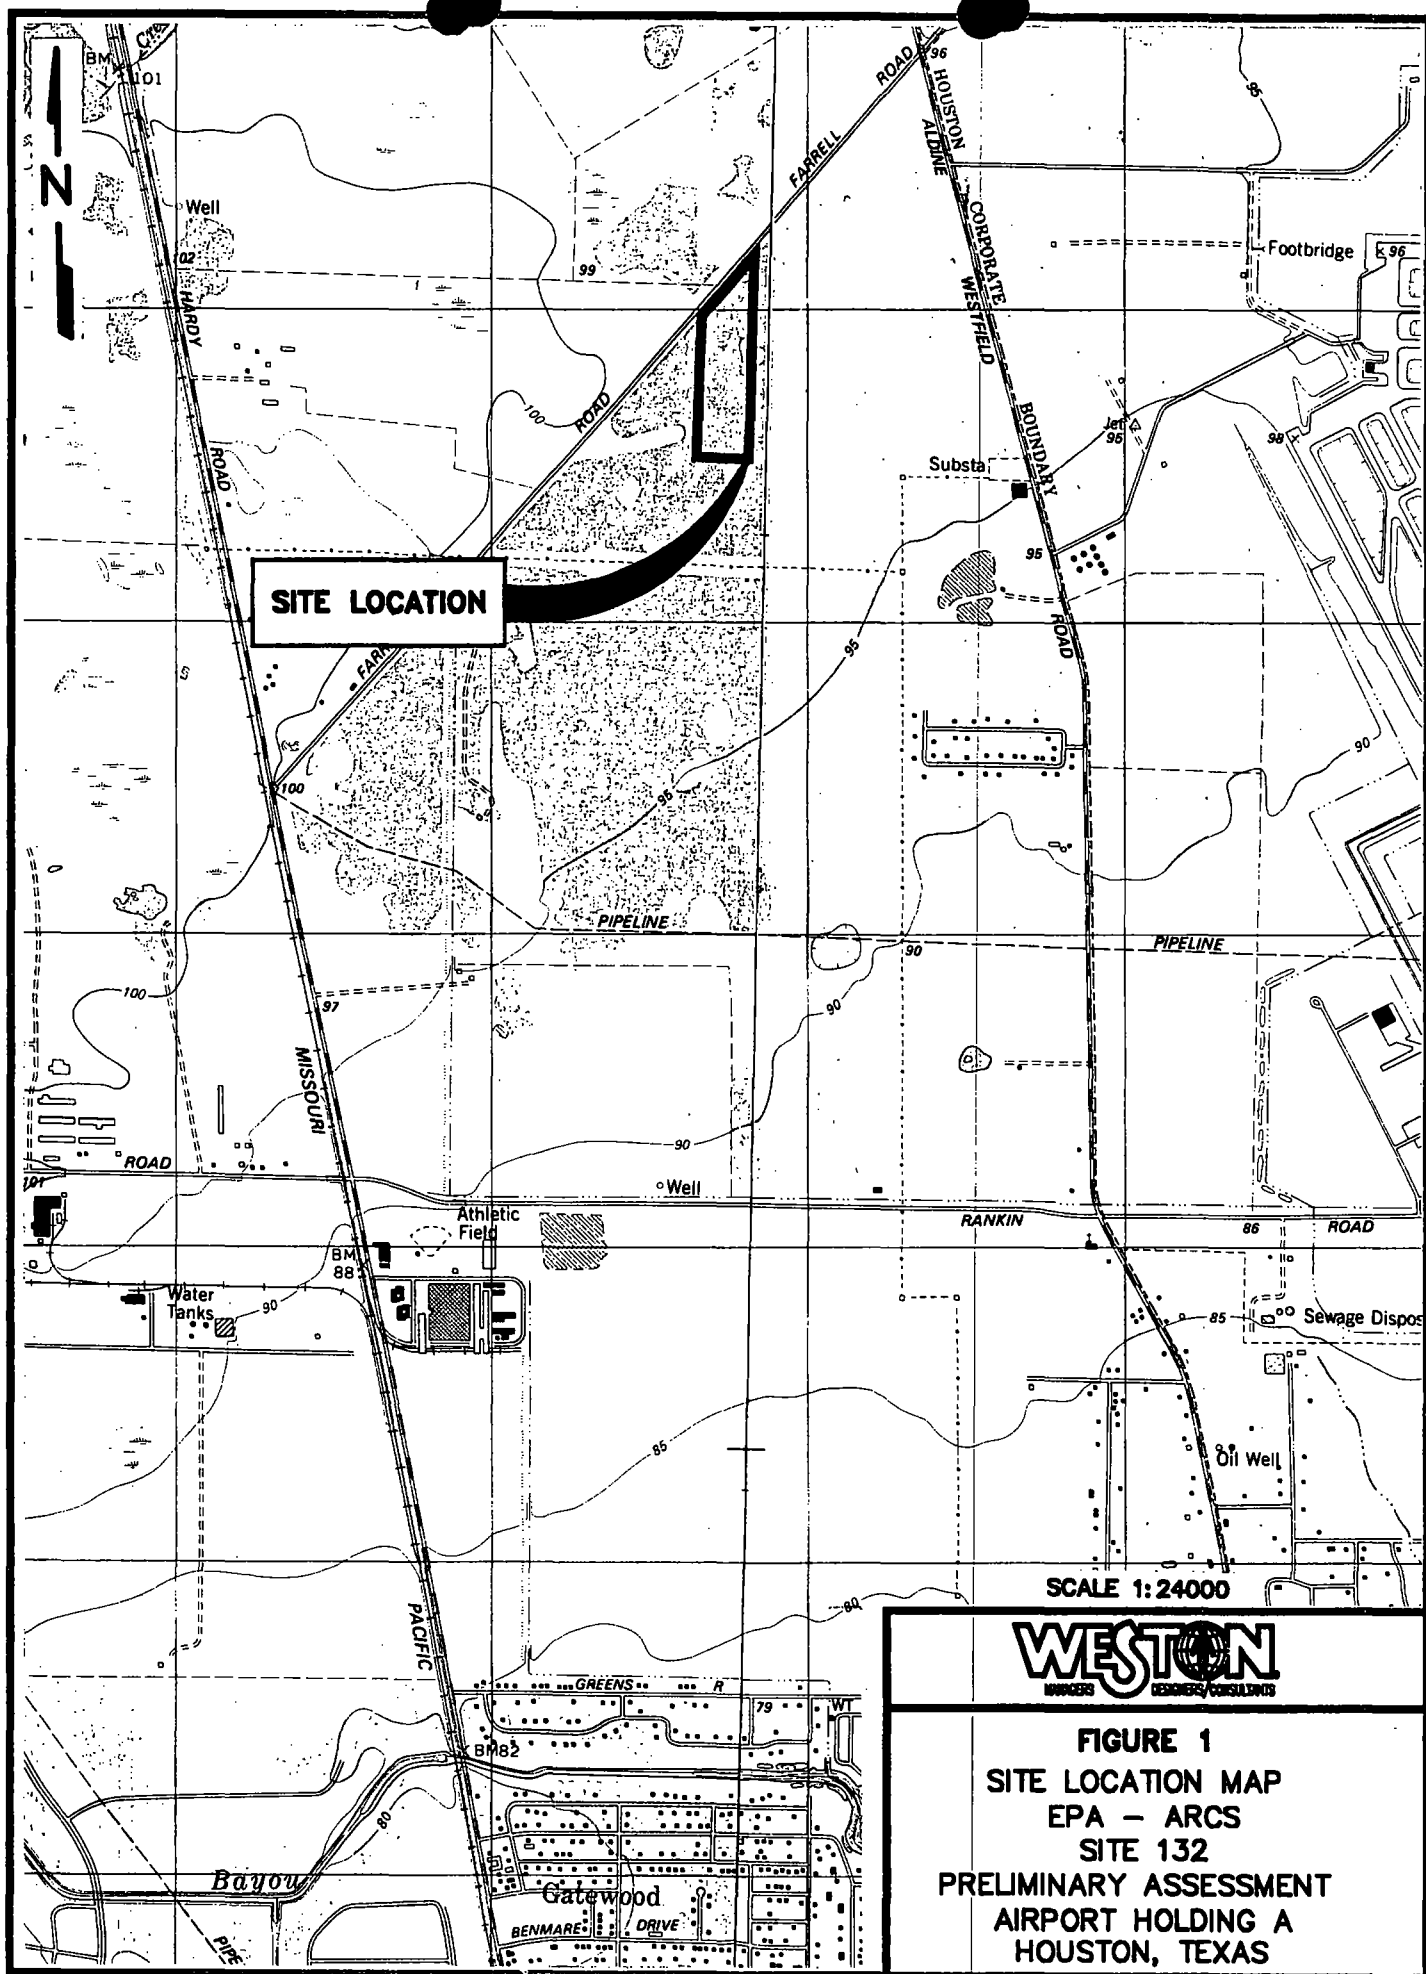 BM
101
Well
102
HARDY
ROAD
99
ROAD
FARRELL
96
HOUSTON
ALDINE
CORPORATE
WESTFIELD
BOUNDARY
95
Footbridge
96
N
100
ROAD
Jet
95
98
Substa
95
ROAD
SITE LOCATION
FARR
95
95
90
100
PIPELINE
90
PIPELINE
100
97
90
MISSOURI
90
ROAD
101
Well
RANKIN
86
ROAD
Athletic
Field
BM
88
Water
Tanks
90
85
Sewage Dispos
85
Oil Well
SCALE 1:24000
80
PACIFIC
GREENS
R
79
WT
BM82
80
Bayou
Gatewood
BENMARE
DRIVE
PIPE
WESTON
MANAGERS DESIGNERS/CONSULTANTS
FIGURE 1
SITE LOCATION MAP
EPA - ARCS
SITE 132
PRELIMINARY ASSESSMENT
AIRPORT HOLDING A
HOUSTON, TEXAS